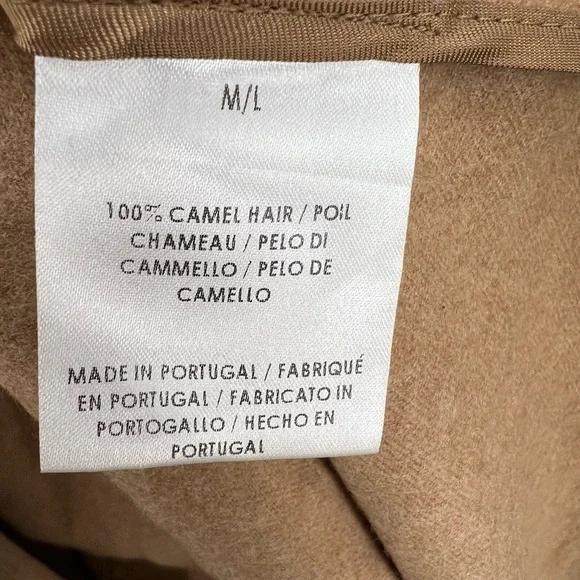 M/L
100% CAMEL HAIR / POIL
CHAMEAU / PELO DI
CAMMELLO / PELO DE
CAMELLO
MADE IN PORTUGAL / FABRIQUÉ
EN PORTUGAL / FABRICATO IN
PORTOGALLO / HECHO EN
PORTUGAL